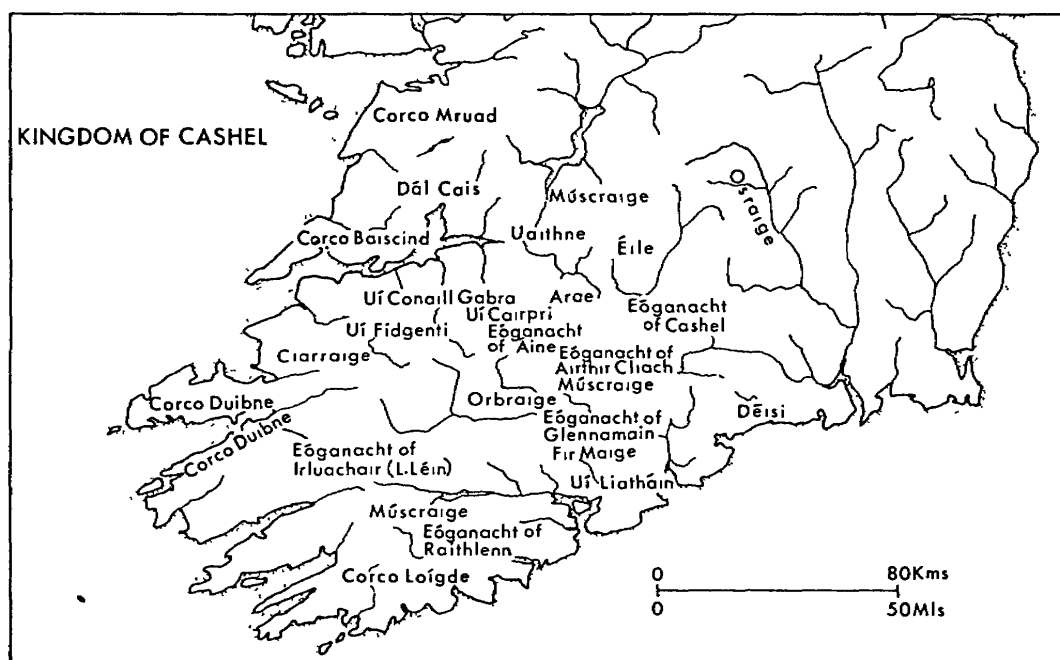 KINGDOM OF CASHEL
Corco Mruad
Dál Cais
Múscraige
Osraige
Corco Baiscind
Uaithne
Éile
Uí Conaill Gabra
Arae
Uí Cairpri
Eóganacht
of Cashel
Uí Fidgenti
Eóganacht
of Aine
Ciarraige
Eóganacht of
Airthir Cliach
Múscraige
Corco Duibne
Orbraige
Déisi
Corco Duibne
Eóganacht of
Glennamain
Fir Maige
Eóganacht of
Irluachair (L.Léin)
Uí Liatháin
Múscraige
Eóganacht of
Raithlenn
Corco Loígde
0 80Kms
0 50Mls